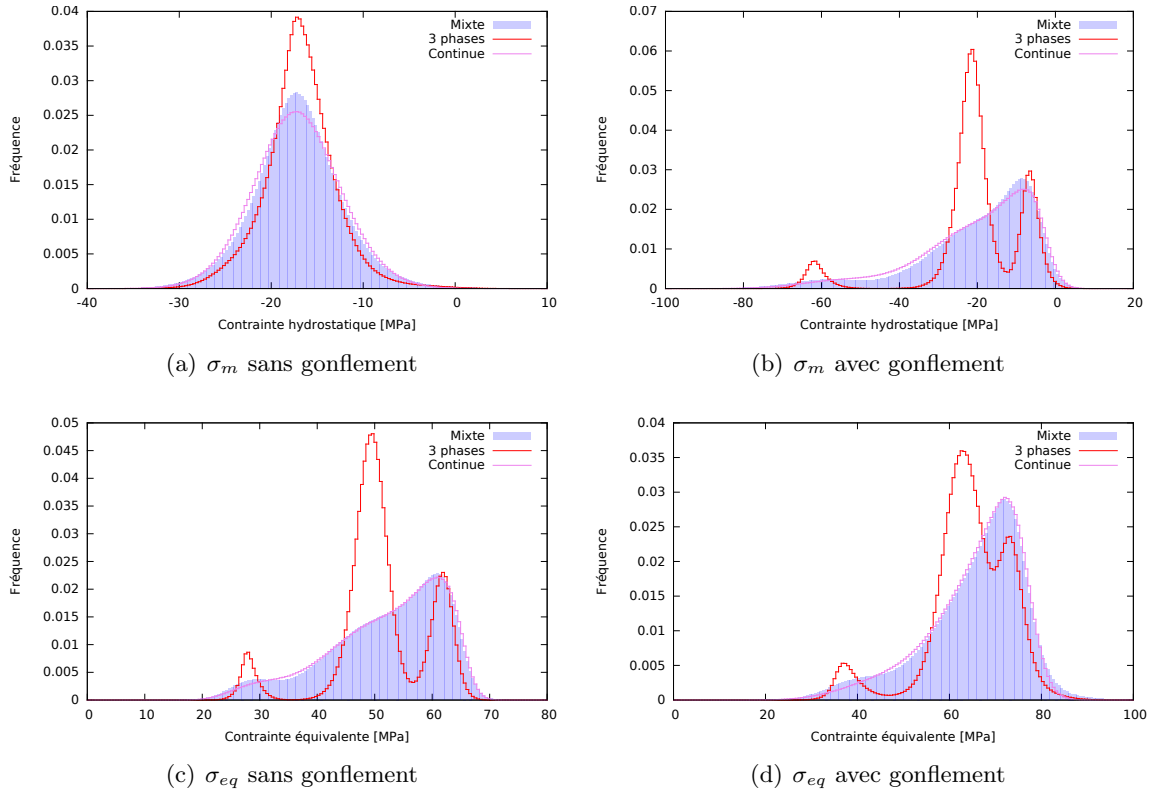 0.04
0.035
0.03
0.025
0.02
0.015
0.01
0.005
0
Fréquence
-40
-30
-20
-10
0
10
Contrainte hydrostatique [MPa]
Mixte
3 phases
Continue
(a) σm sans gonflement
0.07
0.06
0.05
0.04
0.03
0.02
0.01
0
Fréquence
-100
-80
-60
-40
-20
0
20
Contrainte hydrostatique [MPa]
Mixte
3 phases
Continue
(b) σm avec gonflement
0.05
0.045
0.04
0.035
0.03
0.025
0.02
0.015
0.01
0.005
0
Fréquence
0
10
20
30
40
50
60
70
80
Contrainte équivalente [MPa]
Mixte
3 phases
Continue
(c) σeq sans gonflement
0.04
0.035
0.03
0.025
0.02
0.015
0.01
0.005
0
Fréquence
0
20
40
60
80
100
Contrainte équivalente [MPa]
Mixte
3 phases
Continue
(d) σeq avec gonflement